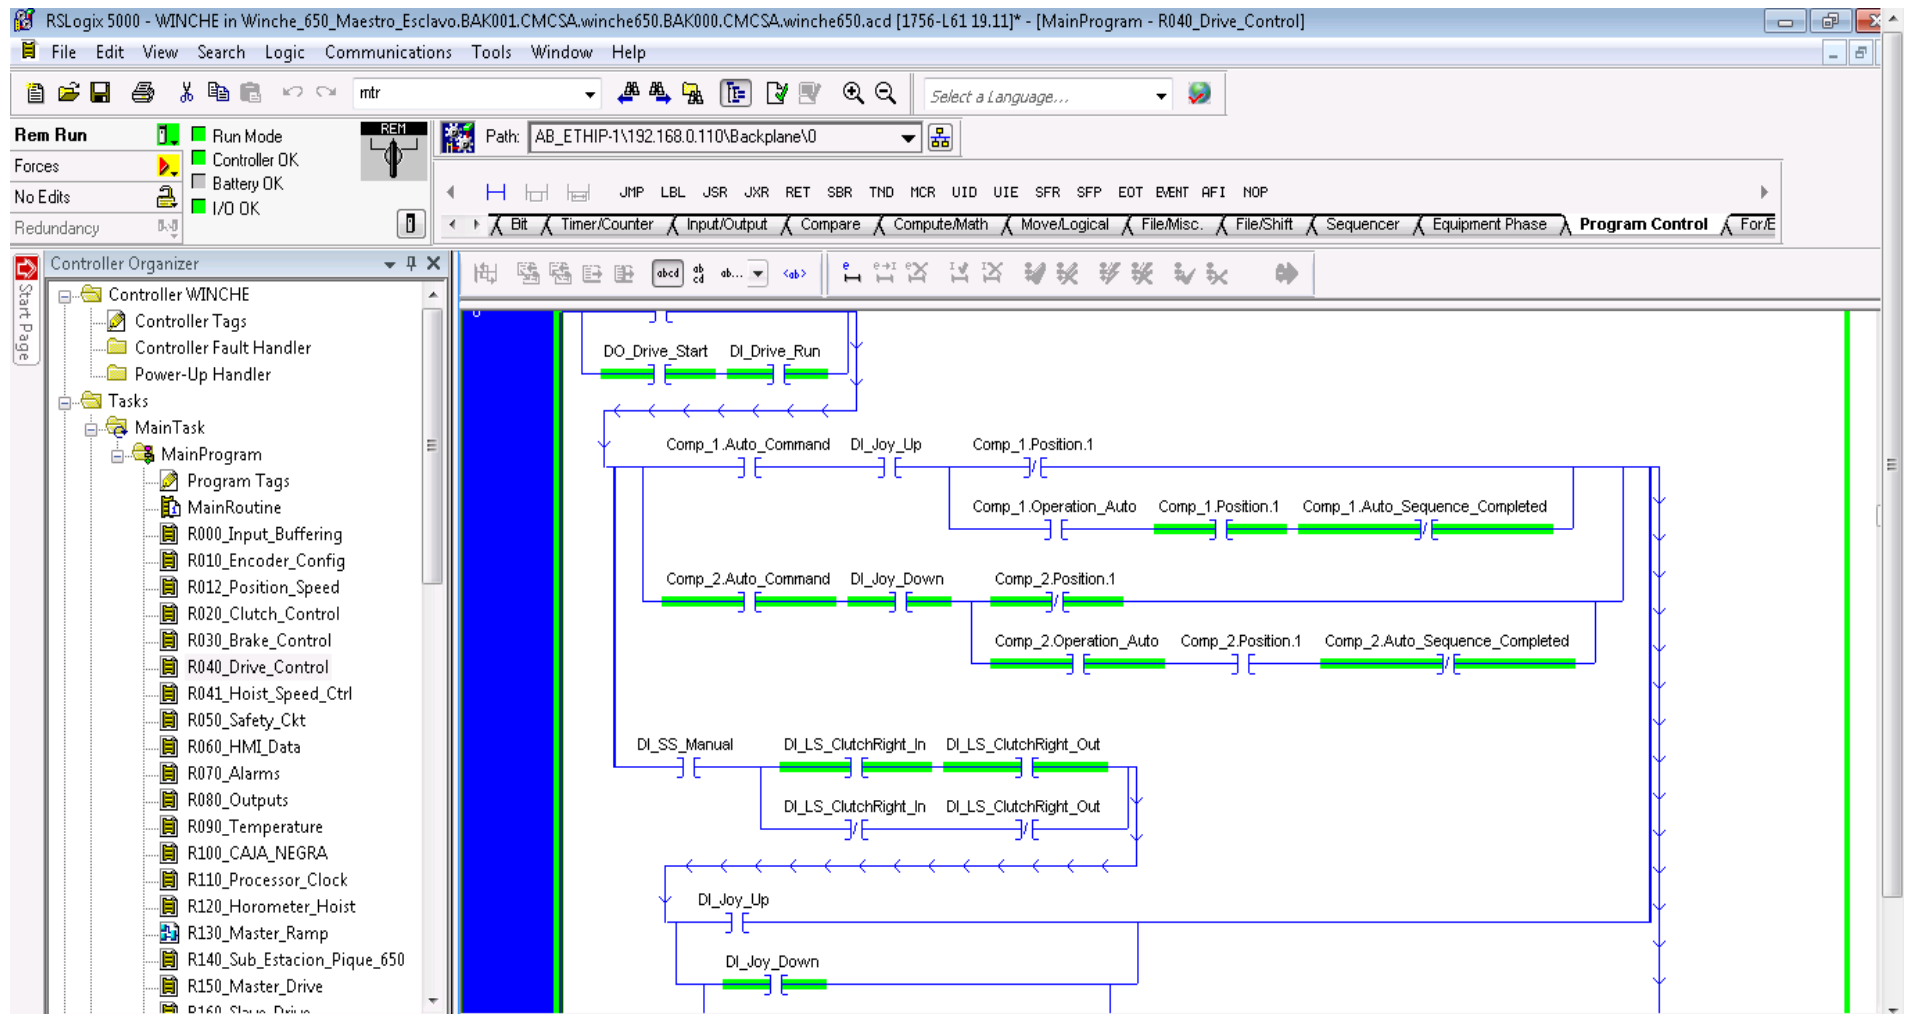 RSLogix 5000 - WINCHE in Winche_650_Maestro_Esclavo.BAK001.CMCSA.winche650.BAK000.CMCSA.winche650.acd [1756-L61 19.11]* - [MainProgram - R040_Drive_Control]
File Edit View Search Logic Communications Tools Window Help
mtr
Select a Language...
Rem Run
Run Mode
REM
Path: AB_ETHIP-1\192.168.0.110\Backplane\0
Forces
Controller OK
No Edits
Battery OK
I/O OK
Redundancy
JMP LBL JSR JXR RET SBR TND MCR UID UIE SFR SFP EOT EVENT AFI NOP
Bit Timer/Counter Input/Output Compare Compute/Math Move/Logical File/Misc. File/Shift Sequencer Equipment Phase Program Control For/E
Start Page
Controller Organizer
Controller WINCHE
Controller Tags
Controller Fault Handler
Power-Up Handler
Tasks
MainTask
MainProgram
Program Tags
MainRoutine
R000_Input_Buffering
R010_Encoder_Config
R012_Position_Speed
R020_Clutch_Control
R030_Brake_Control
R040_Drive_Control
R041_Hoist_Speed_Ctrl
R050_Safety_Ckt
R060_HMI_Data
R070_Alarms
R080_Outputs
R090_Temperature
R100_CAJA_NEGRA
R110_Processor_Clock
R120_Horometer_Hoist
R130_Master_Ramp
R140_Sub_Estacion_Pique_650
R150_Master_Drive
R160_Slave_Drive
DO_Drive_Start DI_Drive_Run
Comp_1.Auto_Command DI_Joy_Up Comp_1.Position.1
Comp_1.Operation_Auto Comp_1.Position.1 Comp_1.Auto_Sequence_Completed
Comp_2.Auto_Command DI_Joy_Down Comp_2.Position.1
Comp_2.Operation_Auto Comp_2.Position.1 Comp_2.Auto_Sequence_Completed
DI_SS_Manual DI_LS_ClutchRight_In DI_LS_ClutchRight_Out
DI_LS_ClutchRight_In DI_LS_ClutchRight_Out
DI_Joy_Up
DI_Joy_Down